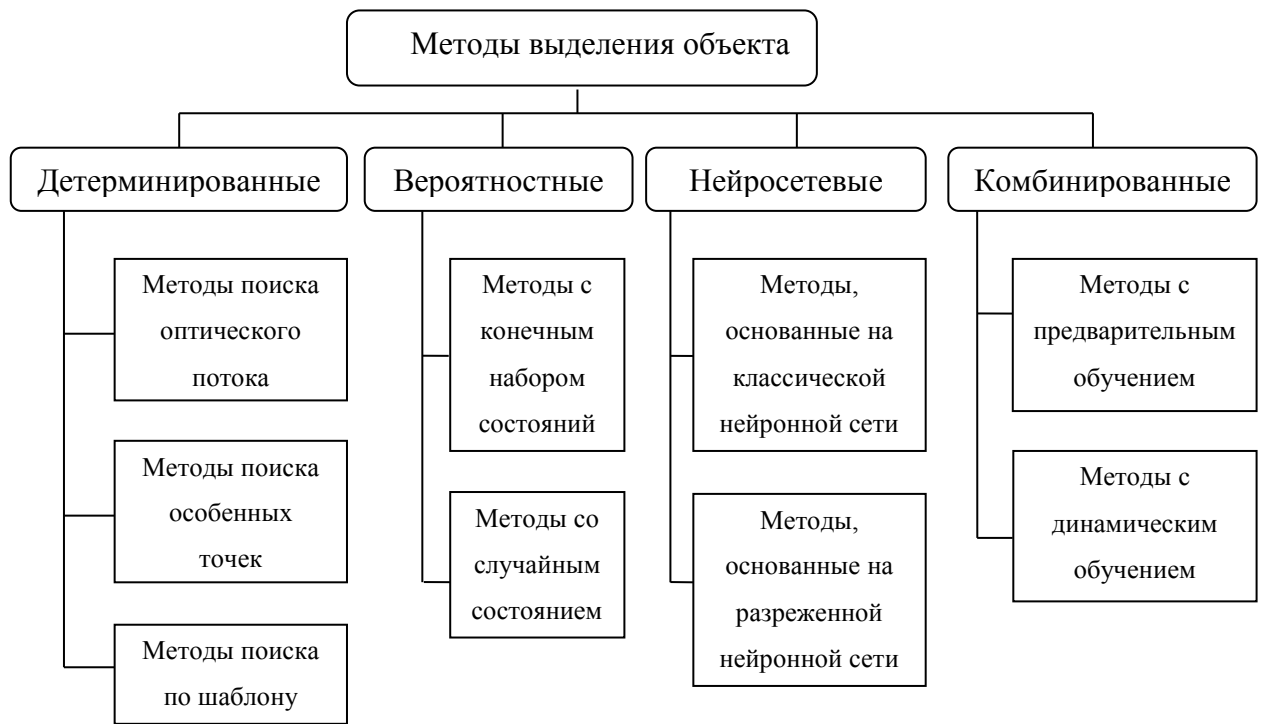 Методы выделения объекта
Детерминированные
Вероятностные
Нейросетевые
Комбинированные
Методы поиска
оптического
потока
Методы поиска
особенных
точек
Методы поиска
по шаблону
Методы с
конечным
набором
состояний
Методы со
случайным
состоянием
Методы,
основанные на
классической
нейронной сети
Методы,
основанные на
разреженной
нейронной сети
Методы с
предварительным
обучением
Методы с
динамическим
обучением